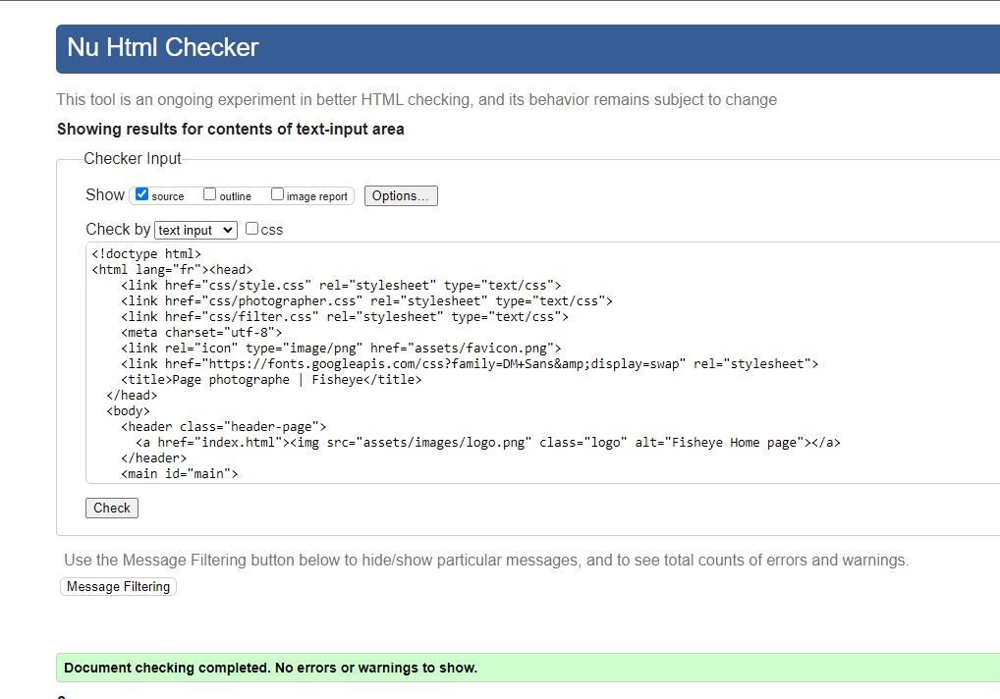 Nu Html Checker
This tool is an ongoing experiment in better HTML checking, and its behavior remains subject to change
Showing results for contents of text-input area
Checker Input
Show source outline image report Options...
Check by text input css
<!doctype html>
<html lang="fr"><head>
<link href="css/style.css" rel="stylesheet" type="text/css">
<link href="css/photographer.css" rel="stylesheet" type="text/css">
<link href="css/filter.css" rel="stylesheet" type="text/css">
<meta charset="utf-8">
<link rel="icon" type="image/png" href="assets/favicon.png">
<link href="https://fonts.googleapis.com/css?family=DM+Sans&amp;display=swap" rel="stylesheet">
<title>Page photographe | Fisheye</title>
</head>
<body>
<header class="header-page">
<a href="index.html"><img src="assets/images/logo.png" class="logo" alt="Fisheye Home page"></a>
</header>
<main id="main">
Check
Use the Message Filtering button below to hide/show particular messages, and to see total counts of errors and warnings.
Message Filtering
Document checking completed. No errors or warnings to show.